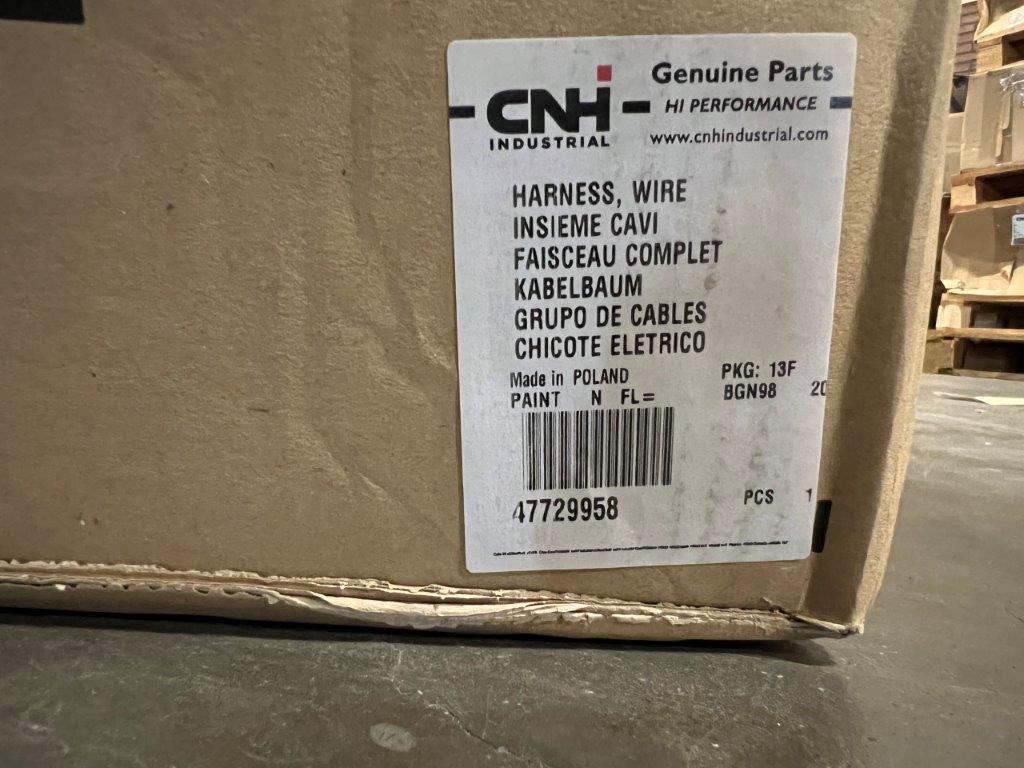 CNH
INDUSTRIAL
Genuine Parts
HI PERFORMANCE
www.cnhindustrial.com
HARNESS, WIRE
INSIEME CAVI
FAISCEAU COMPLET
KABELBAUM
GRUPO DE CABLES
CHICOTE ELETRICO
Made in POLAND PKG: 13F
PAINT N FL= BGN98 20
47729958 PCS 1